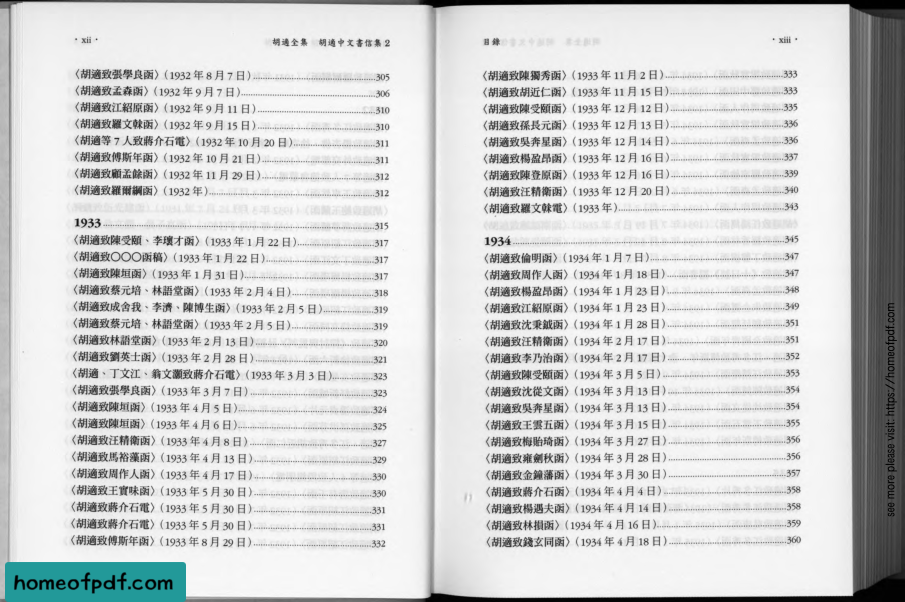 · xii ·
胡適全集　胡適中文書信集 2
〈胡適致張學良函〉(1932 年 8 月 7 日)......305
〈胡適致孟森函〉(1932 年 9 月 7 日)......306
〈胡適致江紹原函〉(1932 年 9 月 11 日)......310
〈胡適致羅文榦函〉(1932 年 9 月 15 日)......310
〈胡適等 7 人致蔣介石電〉(1932 年 10 月 20 日)......311
〈胡適致傅斯年函〉(1932 年 10 月 21 日)......311
〈胡適致顧孟餘函〉(1932 年 11 月 29 日)......312
〈胡適致羅爾綱函〉(1932 年)......312
1933......315
〈胡適致陳受頤、李璜才函〉(1933 年 1 月 22 日)......317
〈胡適致○○○函稿〉(1933 年 1 月 22 日)......317
〈胡適致陳垣函〉(1933 年 1 月 31 日)......317
〈胡適致蔡元培、林語堂函〉(1933 年 2 月 4 日)......318
〈胡適致成舍我、李濟、陳博生函〉(1933 年 2 月 5 日)......319
〈胡適致蔡元培、林語堂函〉(1933 年 2 月 5 日)......319
〈胡適致林語堂函〉(1933 年 2 月 13 日)......320
〈胡適致劉英士函〉(1933 年 2 月 28 日)......321
〈胡適、丁文江、翁文灝致蔣介石電〉(1933 年 3 月 3 日)......323
〈胡適致張學良函〉(1933 年 3 月 7 日)......323
〈胡適致陳垣函〉(1933 年 4 月 5 日)......324
〈胡適致陳垣函〉(1933 年 4 月 6 日)......325
〈胡適致汪精衛函〉(1933 年 4 月 8 日)......327
〈胡適致馬裕藻函〉(1933 年 4 月 13 日)......329
〈胡適致周作人函〉(1933 年 4 月 17 日)......330
〈胡適致王實味函〉(1933 年 5 月 30 日)......330
〈胡適致蔣介石電〉(1933 年 5 月 30 日)......331
〈胡適致蔣介石電〉(1933 年 5 月 30 日)......331
〈胡適致傅斯年函〉(1933 年 8 月 29 日)......332
目錄
· xiii ·
〈胡適致陳獨秀函〉(1933 年 11 月 2 日)......333
〈胡適致胡近仁函〉(1933 年 11 月 15 日)......333
〈胡適致陳受頤函〉(1933 年 12 月 12 日)......335
〈胡適致孫長元函〉(1933 年 12 月 13 日)......336
〈胡適致吳奔星函〉(1933 年 12 月 14 日)......336
〈胡適致楊盈昂函〉(1933 年 12 月 16 日)......337
〈胡適致陳登原函〉(1933 年 12 月 16 日)......339
〈胡適致汪精衛函〉(1933 年 12 月 20 日)......340
〈胡適致羅文榦電〉(1933 年)......343
1934......345
〈胡適致倫明函〉(1934 年 1 月 7 日)......347
〈胡適致周作人函〉(1934 年 1 月 18 日)......347
〈胡適致楊盈昂函〉(1934 年 1 月 23 日)......348
〈胡適致江紹原函〉(1934 年 1 月 23 日)......349
〈胡適致沈秉鉞函〉(1934 年 1 月 28 日)......351
〈胡適致汪精衛函〉(1934 年 2 月 17 日)......351
〈胡適致李乃治函〉(1934 年 2 月 17 日)......352
〈胡適致陳受頤函〉(1934 年 3 月 5 日)......353
〈胡適致沈從文函〉(1934 年 3 月 13 日)......354
〈胡適致吳奔星函〉(1934 年 3 月 13 日)......354
〈胡適致王雲五函〉(1934 年 3 月 15 日)......355
〈胡適致梅貽琦函〉(1934 年 3 月 27 日)......356
〈胡適致雍劍秋函〉(1934 年 3 月 28 日)......356
〈胡適致金鐘藩函〉(1934 年 3 月 30 日)......357
〈胡適致蔣介石函〉(1934 年 4 月 4 日)......358
〈胡適致楊遇夫函〉(1934 年 4 月 14 日)......358
〈胡適致林損函〉(1934 年 4 月 16 日)......359
〈胡適致錢玄同函〉(1934 年 4 月 18 日)......360
see more please visit: https://homeofpdf.com
homeofpdf.com